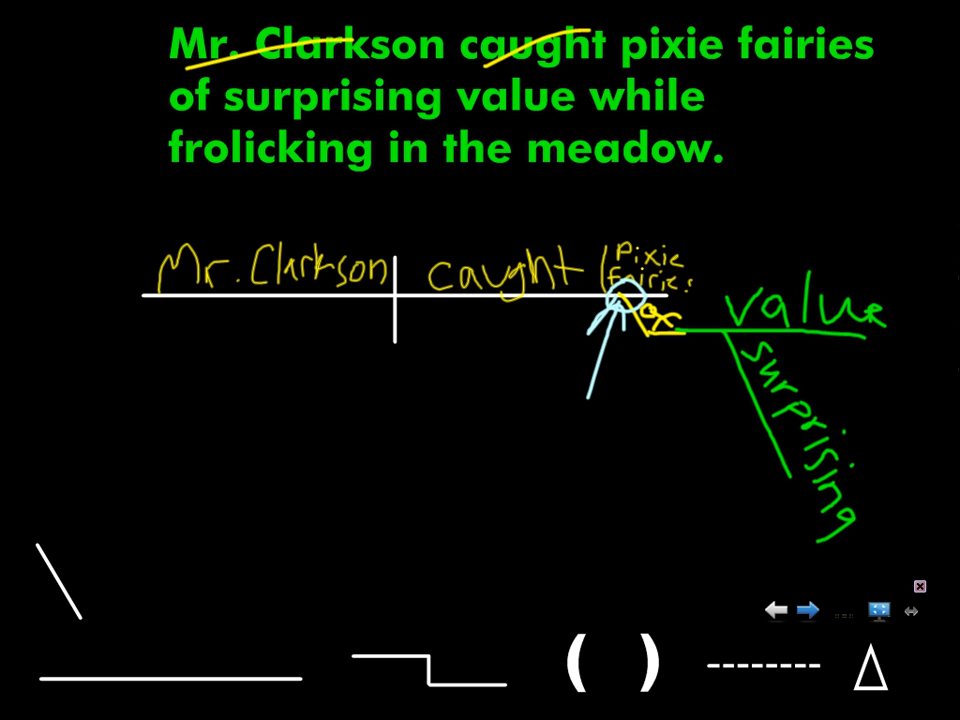 Mr. Clarkson caught pixie fairies
of surprising value while
frolicking in the meadow.
Mr. Clarkson caught
Pixie
fairies
of
value
surprising
( )